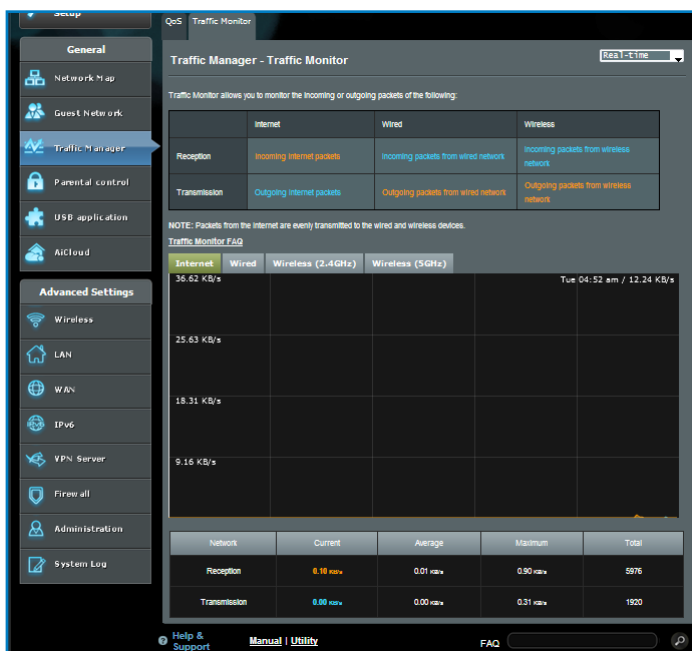 Setup
QoS Traffic Monitor
General
Network Map
Guest Network
Traffic Manager
Parental control
USB application
AiCloud
Advanced Settings
Wireless
LAN
WAN
IPv6
VPN Server
Firewall
Administration
System Log
Traffic Manager - Traffic Monitor
Real-time
Traffic Monitor allows you to monitor the incoming or outgoing packets of the following:
Internet Wired Wireless
Reception Incoming Internet packets Incoming packets from wired network Incoming packets from wireless
network
Transmission Outgoing Internet packets Outgoing packets from wired network Outgoing packets from wireless
network
NOTE: Packets from the Internet are evenly transmitted to the wired and wireless devices.
Traffic Monitor FAQ
Internet Wired Wireless (2.4GHz) Wireless (5GHz)
36.62 KB/s Tue 04:52 am / 12.24 KB/s
25.63 KB/s
18.31 KB/s
9.16 KB/s
Network Current Average Maximum Total
Reception 0.10 KB/s 0.01 KB/s 0.90 KB/s 5976
Transmission 0.00 KB/s 0.00 KB/s 0.31 KB/s 1920
Help &
Support
Manual | Utility FAQ